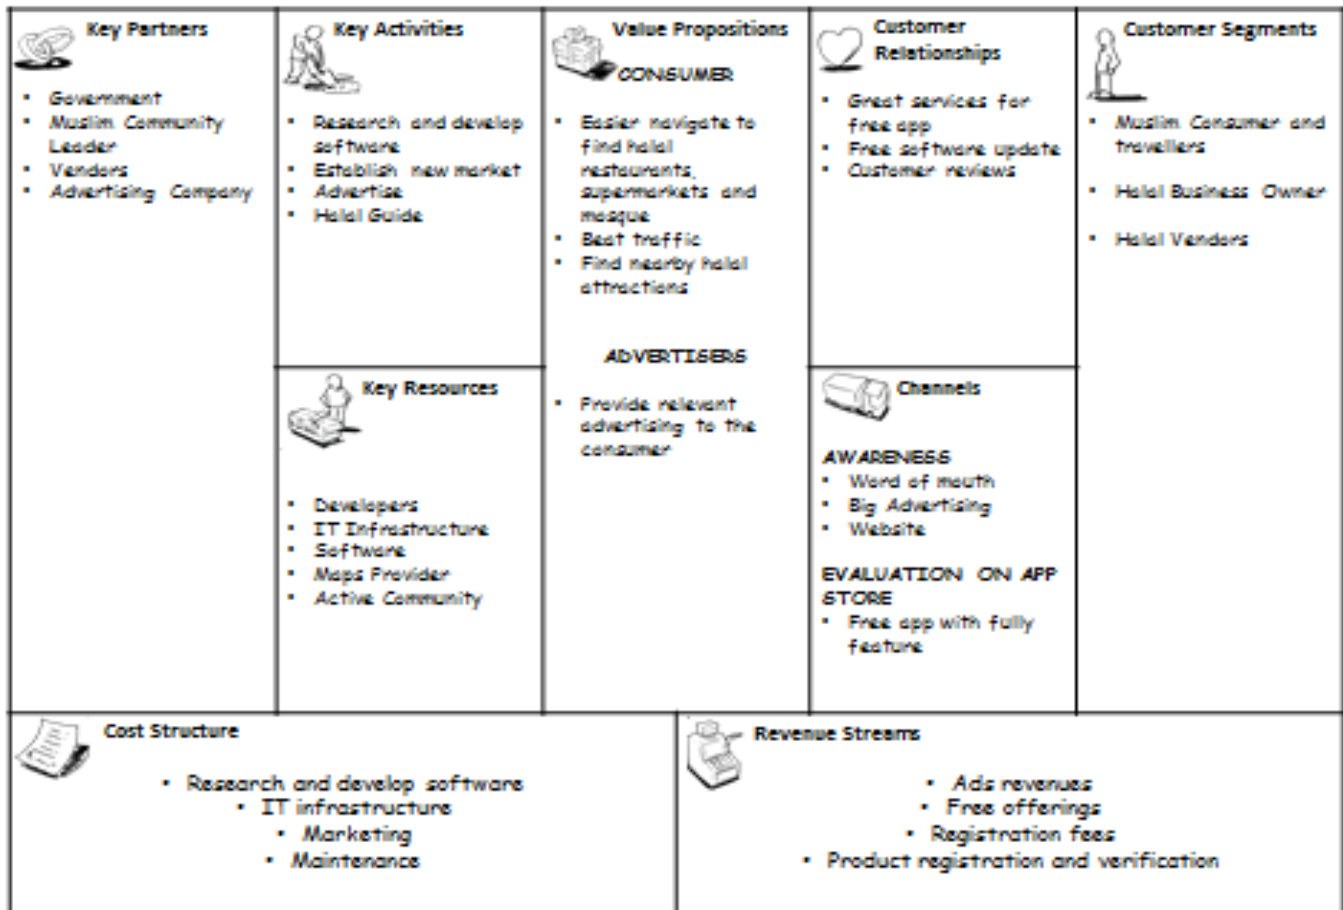 Key Partners
• Government
• Muslim Community
Leader
• Vendors
• Advertising Company
Key Activities
• Research and develop
software
• Establish new market
• Advertise
• Halal Guide
Key Resources
• Developers
• IT Infrastructure
• Software
• Maps Provider
• Active Community
Value Propositions
CONSUMER
• Easier navigate to
find halal
restaurants,
supermarkets and
mosque
• Beat traffic
• Find nearby halal
attractions
ADVERTISERS
• Provide relevant
advertising to the
consumer
Customer
Relationships
• Great services for
free app
• Free software update
• Customer reviews
Channels
AWARENESS
• Word of mouth
• Big Advertising
• Website
EVALUATION ON APP
STORE
• Free app with fully
feature
Customer Segments
• Muslim Consumer and
travellers
• Halal Business Owner
• Halal Vendors
Cost Structure
• Research and develop software
• IT infrastructure
• Marketing
• Maintenance
Revenue Streams
• Ads revenues
• Free offerings
• Registration fees
• Product registration and verification